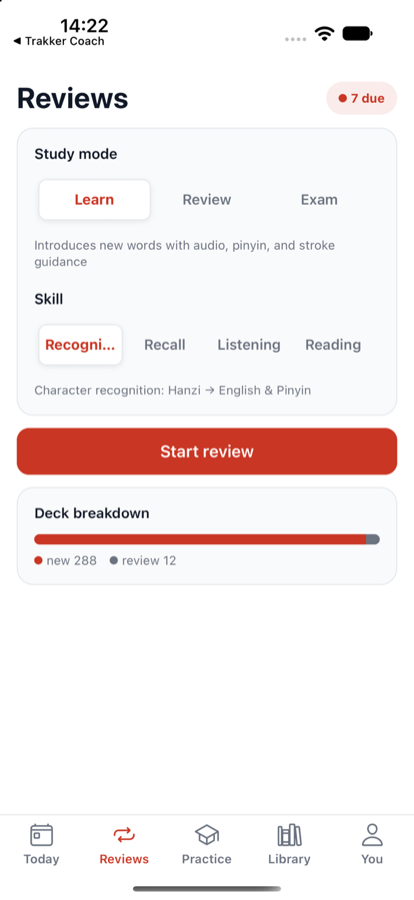 14:22
◀ Trakker Coach
Reviews
7 due
Study mode
Learn
Review
Exam
Introduces new words with audio, pinyin, and stroke
guidance
Skill
Recogni...
Recall
Listening
Reading
Character recognition: Hanzi → English & Pinyin
Start review
Deck breakdown
new 288
review 12
Today
Reviews
Practice
Library
You